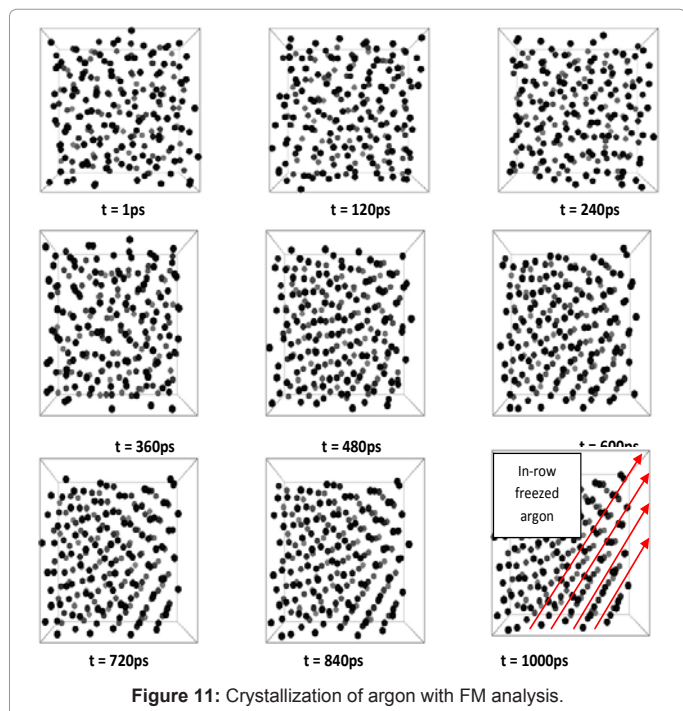 t = 1ps
t = 120ps
t = 240ps
t = 360ps
t = 480ps
t = 600ps
In-row
freezed
argon
t = 720ps
t = 840ps
t = 1000ps
Figure 11: Crystallization of argon with FM analysis.